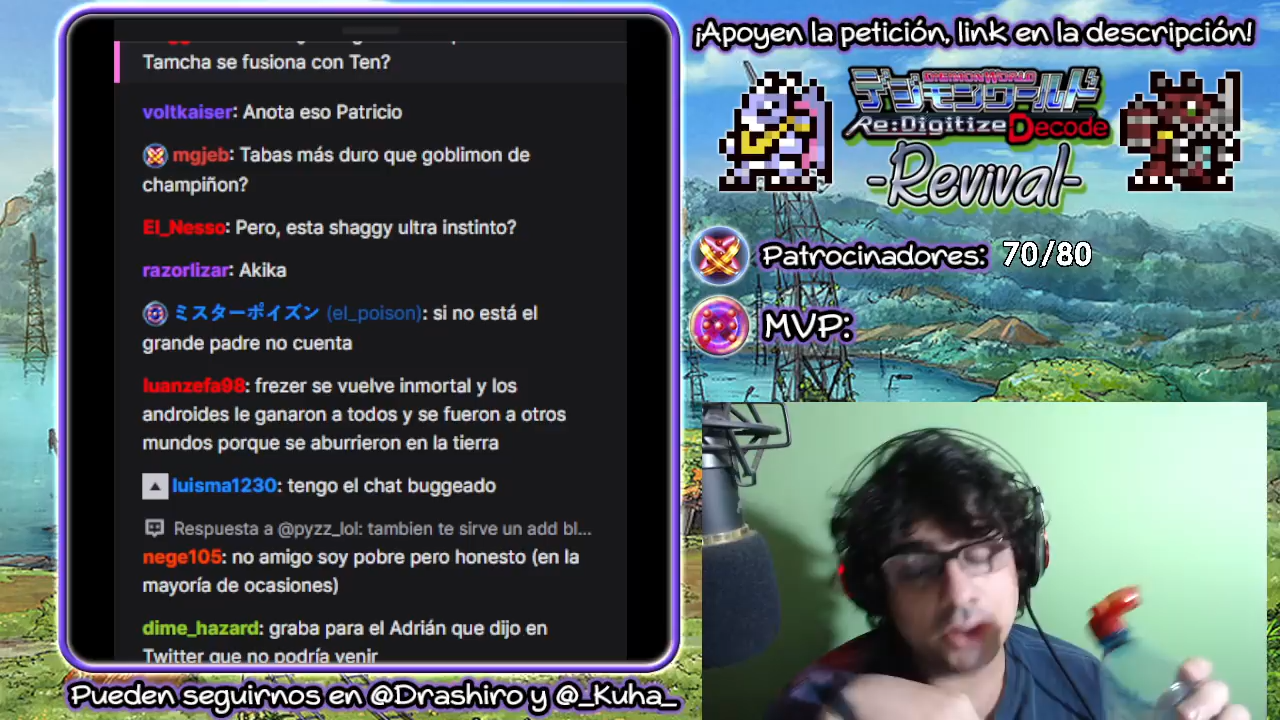 ¡Apoyen la petición, link en la descripción!
Tamcha se fusiona con Ten?
voltkaiser: Anota eso Patricio
mgjeb: Tabas más duro que goblimon de
champiñon?
El_Nesso: Pero, esta shaggy ultra instinto?
razorlizar: Akika
ミスターポイズン (el_poison): si no está el
grande padre no cuenta
luanzefa98: frezer se vuelve inmortal y los
androides le ganaron a todos y se fueron a otros
mundos porque se aburrieron en la tierra
luisma1230: tengo el chat buggeado
Respuesta a @pyzz_lol: tambien te sirve un add bl...
nege105: no amigo soy pobre pero honesto (en la
mayoría de ocasiones)
dime_hazard: graba para el Adrián que dijo en
Twitter que no podría venir
DIGIMON WORLD
デジモンワールド
Re:Digitize Decode
-Revival-
Patrocinadores: 70/80
MVP:
Pueden seguirnos en @Drashiro y @_Kuha_